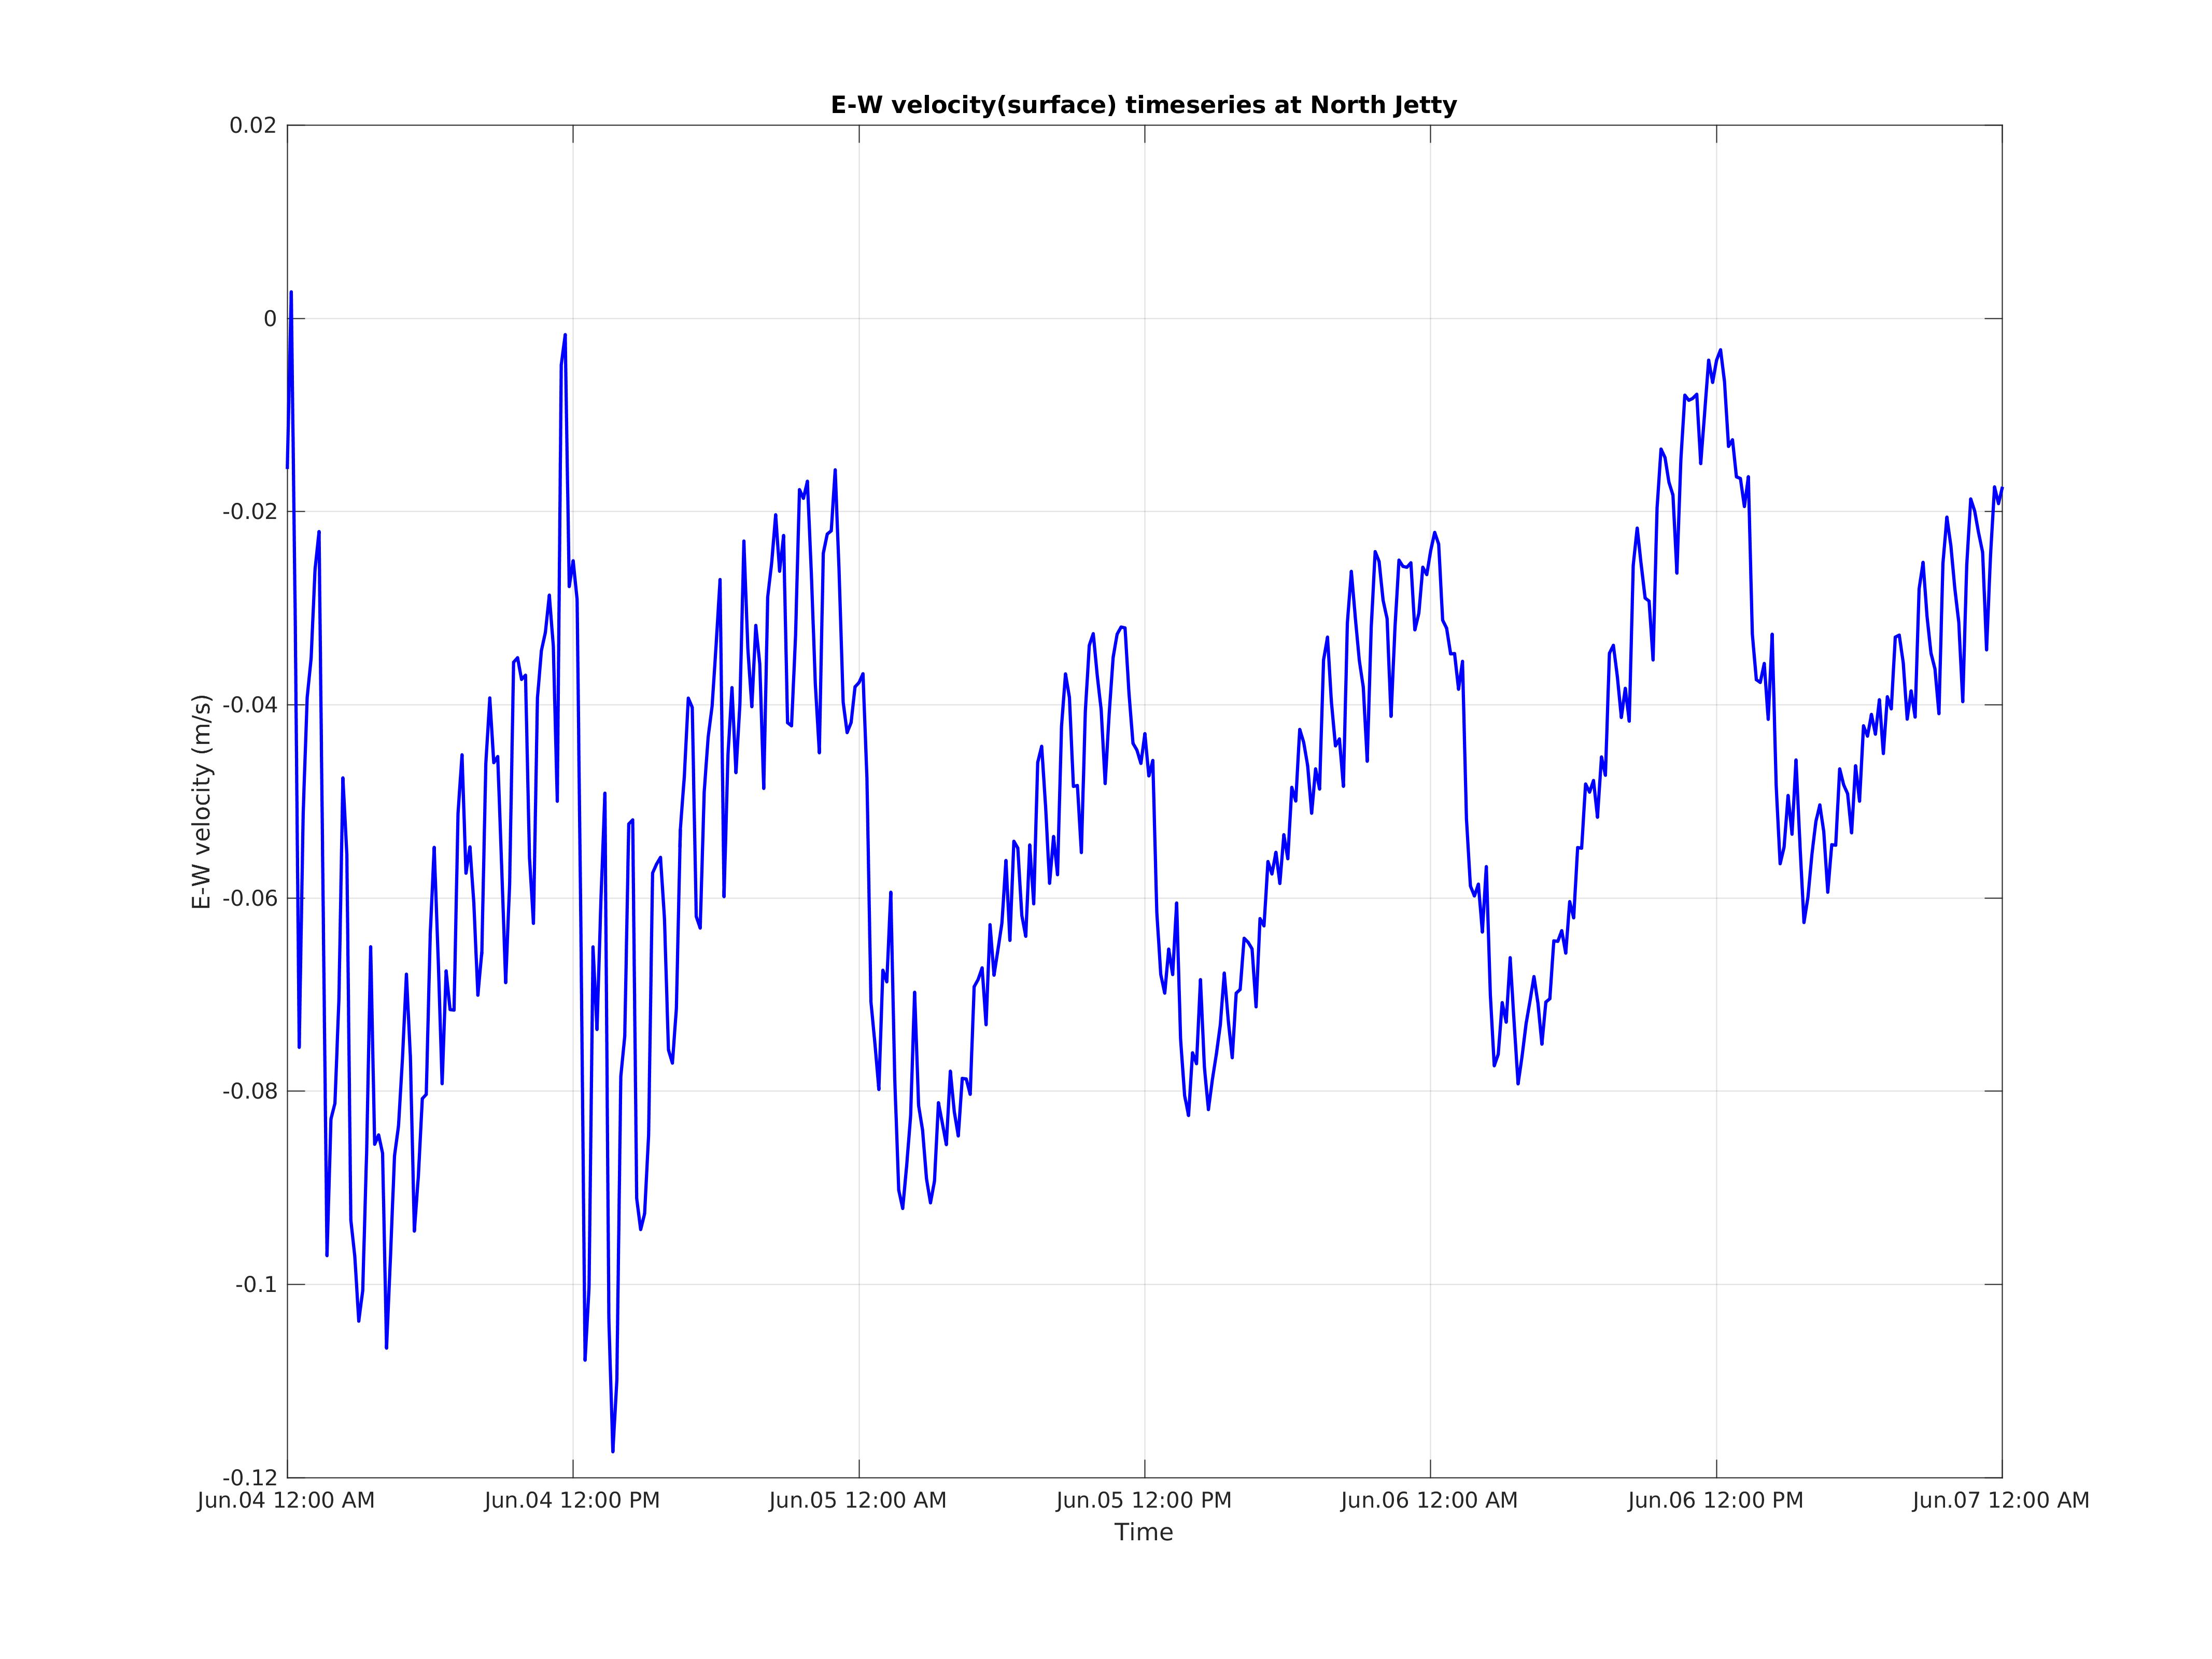 E-W velocity(surface) timeseries at North Jetty
0.02
0
-0.02
-0.04
-0.06
-0.08
-0.1
-0.12
E-W velocity (m/s)
Jun.04 12:00 AM
Jun.04 12:00 PM
Jun.05 12:00 AM
Jun.05 12:00 PM
Jun.06 12:00 AM
Jun.06 12:00 PM
Jun.07 12:00 AM
Time